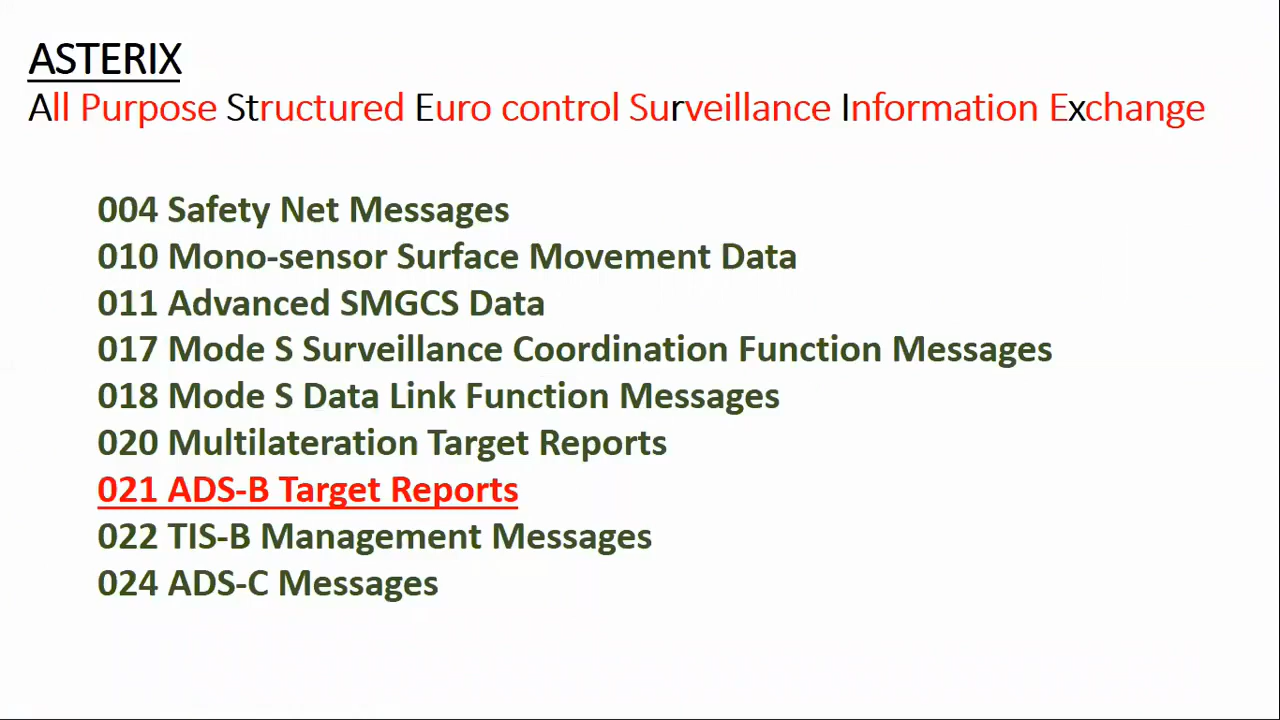 ASTERIX
All Purpose Structured Euro control Surveillance Information Exchange
004 Safety Net Messages
010 Mono-sensor Surface Movement Data
011 Advanced SMGCS Data
017 Mode S Surveillance Coordination Function Messages
018 Mode S Data Link Function Messages
020 Multilateration Target Reports
021 ADS-B Target Reports
022 TIS-B Management Messages
024 ADS-C Messages